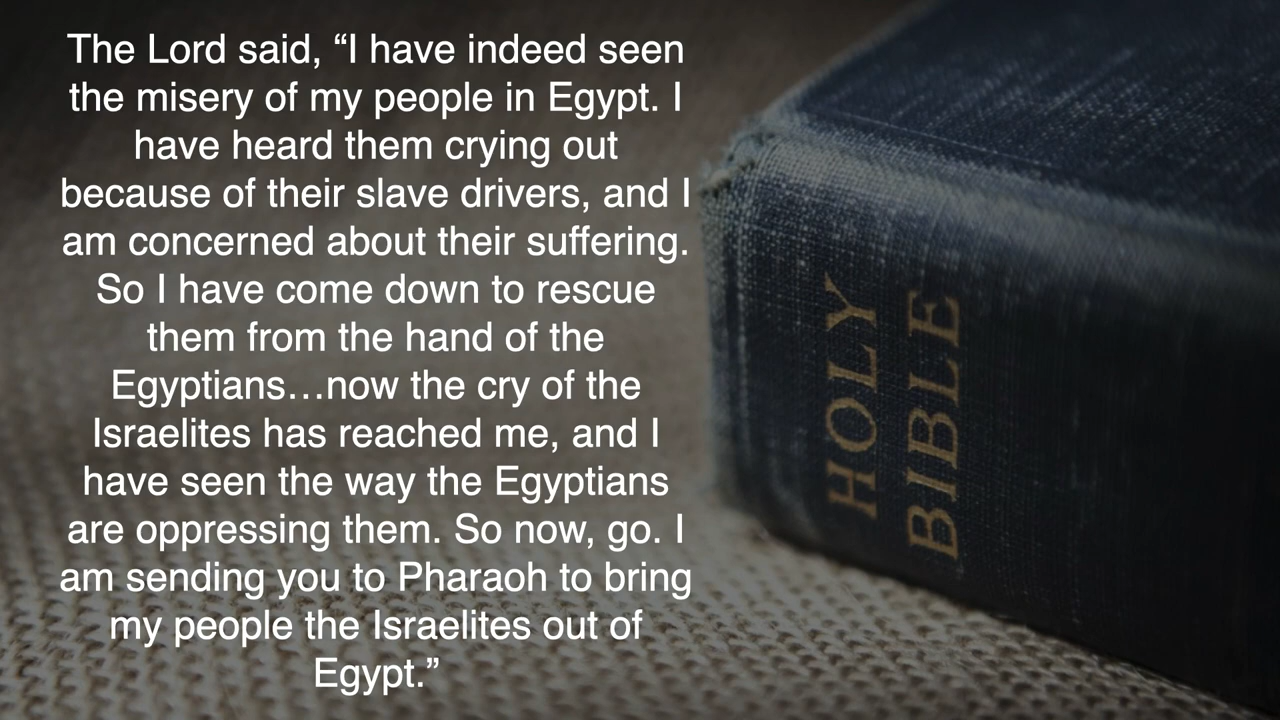 The Lord said, “I have indeed seen
the misery of my people in Egypt. I
have heard them crying out
because of their slave drivers, and I
am concerned about their suffering.
So I have come down to rescue
them from the hand of the
Egyptians…now the cry of the
Israelites has reached me, and I
have seen the way the Egyptians
are oppressing them. So now, go. I
am sending you to Pharaoh to bring
my people the Israelites out of
Egypt.”
HOLY
BIBLE